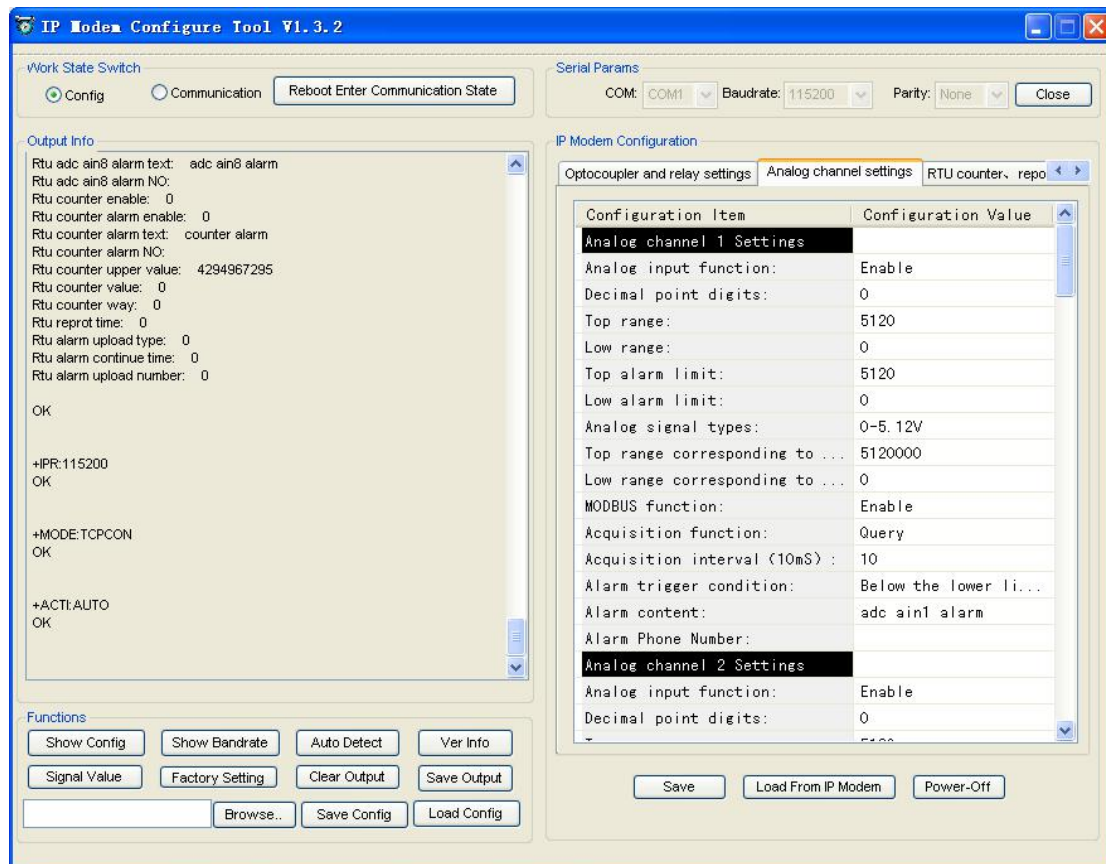 IP Modem Configure Tool V1.3.2
Work State Switch
Config
Communication
Reboot Enter Communication State
Serial Params
COM: COM1
Baudrate: 115200
Parity: None
Close
Output Info
Rtu adc ain8 alarm text: adc ain8 alarm
Rtu adc ain8 alarm NO:
Rtu counter enable: 0
Rtu counter alarm enable: 0
Rtu counter alarm text: counter alarm
Rtu counter alarm NO:
Rtu counter upper value: 4294967295
Rtu counter value: 0
Rtu counter way: 0
Rtu reprot time: 0
Rtu alarm upload type: 0
Rtu alarm continue time: 0
Rtu alarm upload number: 0
OK
+IPR:115200
OK
+MODE:TCPCON
OK
+ACTI:AUTO
OK
Functions
Show Config
Show Bandrate
Auto Detect
Ver Info
Signal Value
Factory Setting
Clear Output
Save Output
Browse..
Save Config
Load Config
IP Modem Configuration
Optocoupler and relay settings
Analog channel settings
RTU counter、repo
Configuration Item Configuration Value
Analog channel 1 Settings
Analog input function: Enable
Decimal point digits: 0
Top range: 5120
Low range: 0
Top alarm limit: 5120
Low alarm limit: 0
Analog signal types: 0-5.12V
Top range corresponding to ... 5120000
Low range corresponding to ... 0
MODBUS function: Enable
Acquisition function: Query
Acquisition interval (10mS) : 10
Alarm trigger condition: Below the lower li...
Alarm content: adc ain1 alarm
Alarm Phone Number:
Analog channel 2 Settings
Analog input function: Enable
Decimal point digits: 0
Save
Load From IP Modem
Power-Off